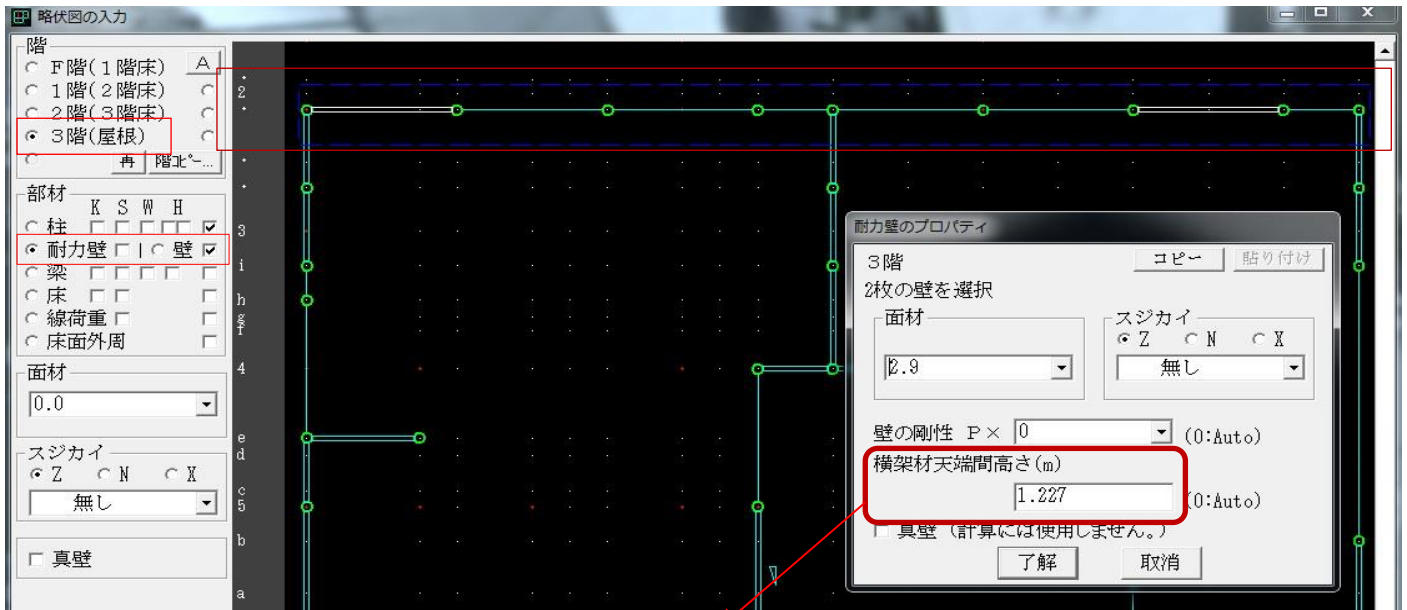 略伏図の入力
階
F階(1階床) A
1階(2階床)
2階(3階床)
3階(屋根)
再 階ｺﾋﾟｰ...
部材
K S W H
柱
耐力壁 | 壁
梁
床
線荷重
床面外周
面材
0.0
スジカイ
Z N X
無し
真壁
2
3
i
h
g
f
4
e
d
c
5
b
a
耐力壁のプロパティ
3階 コピー 貼り付け
2枚の壁を選択
面材
2.9
スジカイ
Z N X
無し
壁の剛性 P× 0 (0:Auto)
横架材天端間高さ(m)
1.227 (0:Auto)
真壁 (計算には使用しません。)
了解 取消